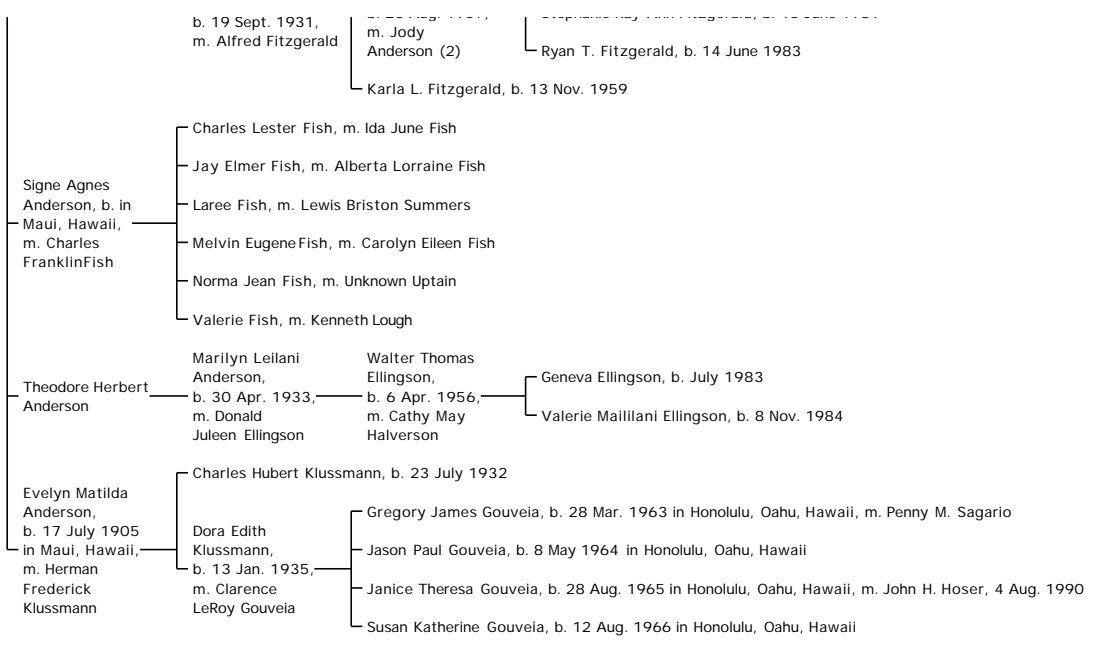 b. 19 Sept. 1931,
m. Alfred Fitzgerald
m. Jody
Anderson (2)
Ryan T. Fitzgerald, b. 14 June 1983
Karla L. Fitzgerald, b. 13 Nov. 1959
Signe Agnes
Anderson, b. in
Maui, Hawaii,
m. Charles
FranklinFish
Charles Lester Fish, m. Ida June Fish
Jay Elmer Fish, m. Alberta Lorraine Fish
Laree Fish, m. Lewis Briston Summers
Melvin EugeneFish, m. Carolyn Eileen Fish
Norma Jean Fish, m. Unknown Uptain
Valerie Fish, m. Kenneth Lough
Theodore Herbert
Anderson
Marilyn Leilani
Anderson,
b. 30 Apr. 1933,
m. Donald
Juleen Ellingson
Walter Thomas
Ellingson,
b. 6 Apr. 1956,
m. Cathy May
Halverson
Geneva Ellingson, b. July 1983
Valerie Maililani Ellingson, b. 8 Nov. 1984
Evelyn Matilda
Anderson,
b. 17 July 1905
in Maui, Hawaii,
m. Herman
Frederick
Klussmann
Charles Hubert Klussmann, b. 23 July 1932
Dora Edith
Klussmann,
b. 13 Jan. 1935,
m. Clarence
LeRoy Gouveia
Gregory James Gouveia, b. 28 Mar. 1963 in Honolulu, Oahu, Hawaii, m. Penny M. Sagario
Jason Paul Gouveia, b. 8 May 1964 in Honolulu, Oahu, Hawaii
Janice Theresa Gouveia, b. 28 Aug. 1965 in Honolulu, Oahu, Hawaii, m. John H. Hoser, 4 Aug. 1990
Susan Katherine Gouveia, b. 12 Aug. 1966 in Honolulu, Oahu, Hawaii